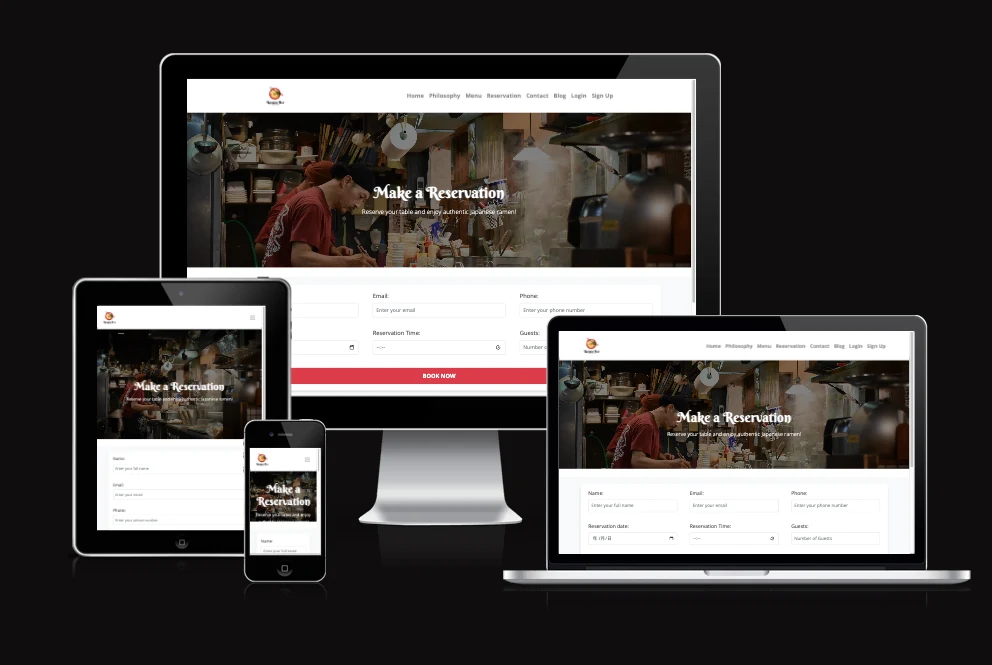 Home Philosophy Menu Reservation Contact Blog Login Sign Up
Make a Reservation
Reserve your table and enjoy authentic Japanese ramen!
Email:
Phone:
Enter your email
Enter your phone number
Reservation Time:
Guests:
--:--
BOOK NOW
Make a Reservation
Reserve your table and enjoy authentic Japanese ramen!
Name:
Enter your full name
Email:
Enter your email
Phone:
Enter your phone number
Make a
Reservation
Reserve your table and enjoy
Name:
Enter your full name
Home Philosophy Menu Reservation Contact Blog Login Sign Up
Make a Reservation
Reserve your table and enjoy authentic Japanese ramen!
Name:
Email:
Phone:
Enter your full name
Enter your email
Enter your phone number
Reservation date:
Reservation Time:
Guests:
年/月/日
--:--
Number of Guests